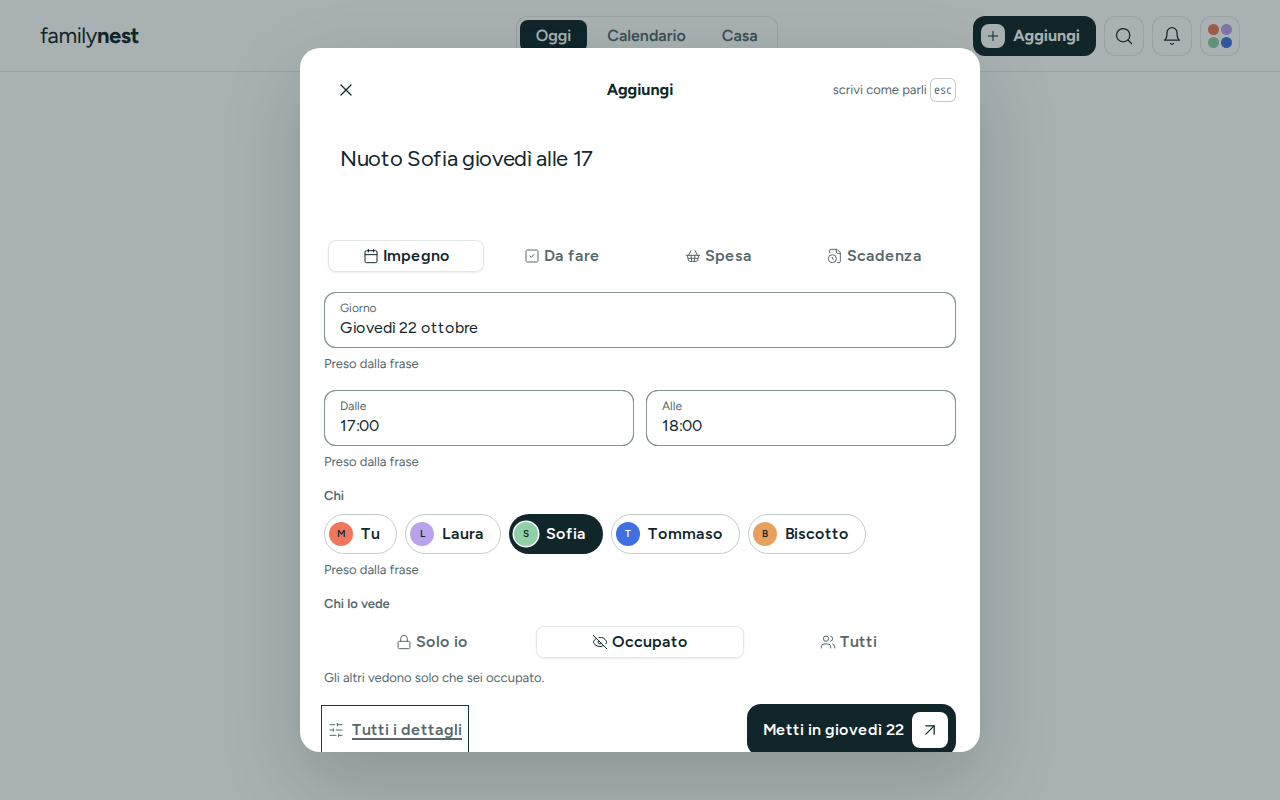 familynest
Oggi
Calendario
Casa
Aggiungi
Aggiungi
scrivi come parli esc
Nuoto Sofia giovedì alle 17
Impegno
Da fare
Spesa
Scadenza
Giorno
Giovedì 22 ottobre
Preso dalla frase
Dalle
17:00
Alle
18:00
Preso dalla frase
Chi
M Tu
L Laura
S Sofia
T Tommaso
B Biscotto
Preso dalla frase
Chi lo vede
Solo io
Occupato
Tutti
Gli altri vedono solo che sei occupato.
Tutti i dettagli
Metti in giovedì 22